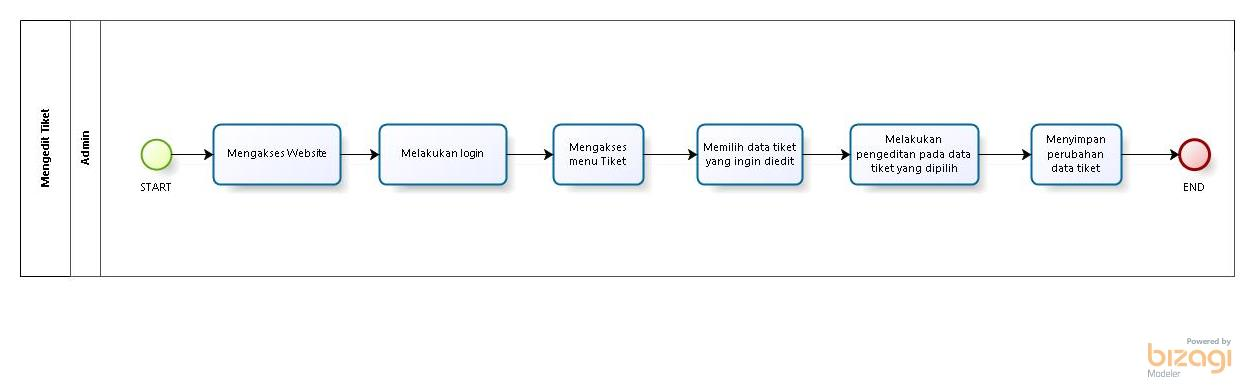 Mengedit Tiket
Admin
START
Mengakses Website
Melakukan login
Mengakses
menu Tiket
Memilih data tiket
yang ingin diedit
Melakukan
pengeditan pada data
tiket yang dipilih
Menyimpan
perubahan
data tiket
END
Powered by
bizagi
Modeler